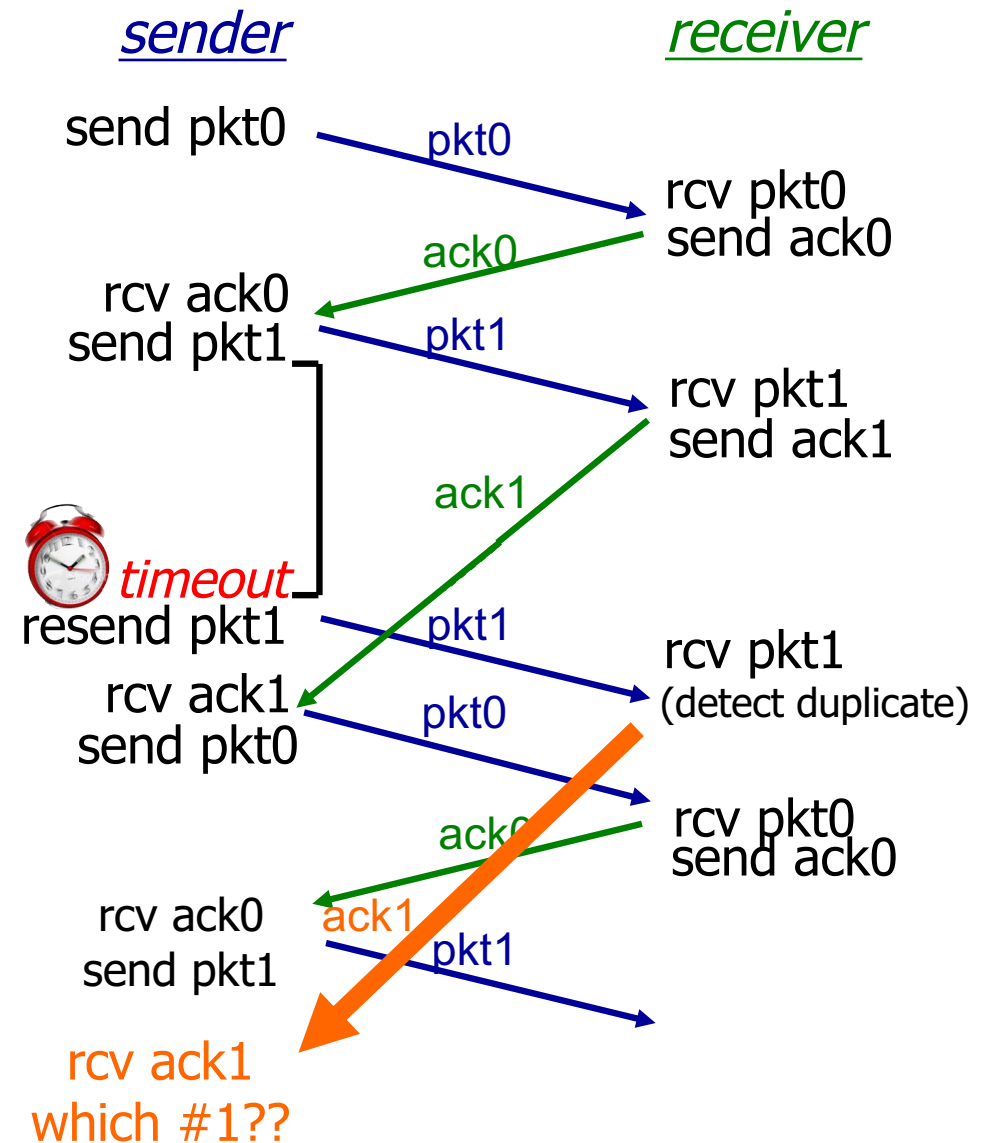 sender
receiver
send pkt0
pkt0
rcv pkt0
send ack0
ack0
rcv ack0
send pkt1
pkt1
rcv pkt1
send ack1
ack1
timeout
resend pkt1
pkt1
rcv pkt1
(detect duplicate)
rcv ack1
send pkt0
pkt0
rcv pkt0
send ack0
ack0
rcv ack0
send pkt1
ack1
pkt1
rcv ack1
which #1??